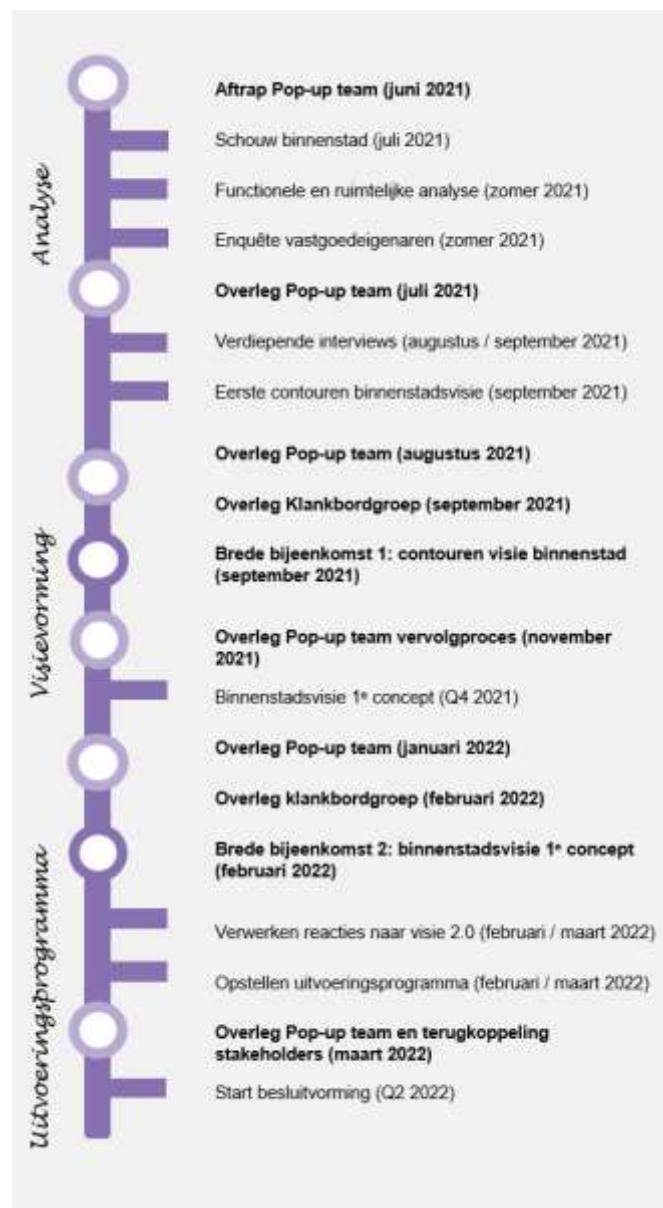 Analyse
Aftrap Pop-up team (juni 2021)
Schouw binnenstad (juli 2021)
Functionele en ruimtelijke analyse (zomer 2021)
Enquête vastgoedeigenaren (zomer 2021)
Overleg Pop-up team (juli 2021)
Verdiepende interviews (augustus / september 2021)
Eerste contouren binnenstadsvisie (september 2021)
Visievorming
Overleg Pop-up team (augustus 2021)
Overleg Klankbordgroep (september 2021)
Brede bijeenkomst 1: contouren visie binnenstad
(september 2021)
Overleg Pop-up team vervolgproces (november
2021)
Binnenstadsvisie 1e concept (Q4 2021)
Uitvoeringsprogramma
Overleg Pop-up team (januari 2022)
Overleg klankbordgroep (februari 2022)
Brede bijeenkomst 2: binnenstadsvisie 1e concept
(februari 2022)
Verwerken reacties naar visie 2.0 (februari / maart 2022)
Opstellen uitvoeringsprogramma (februari / maart 2022)
Overleg Pop-up team en terugkoppeling
stakeholders (maart 2022)
Start besluitvorming (Q2 2022)